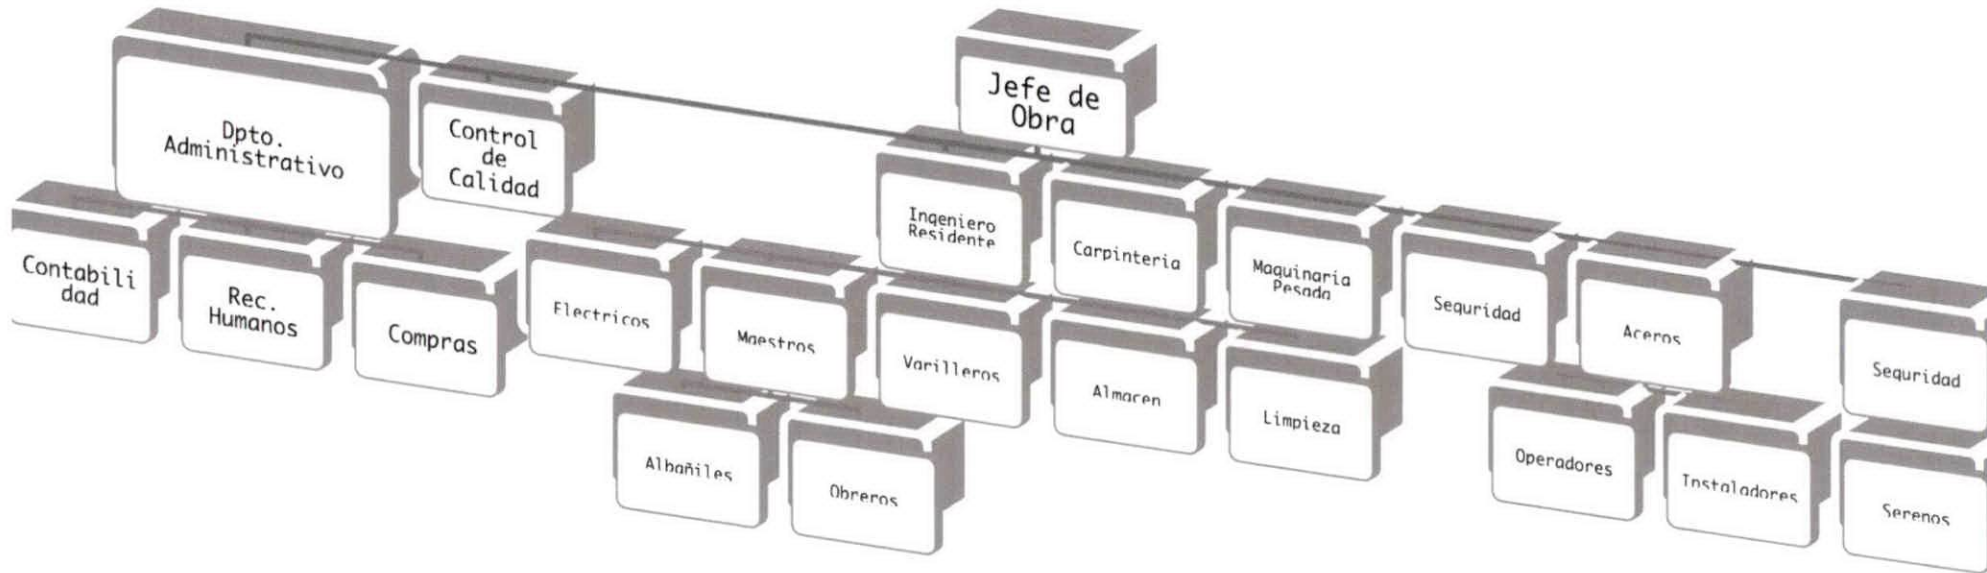 Jefe de
Obra
Dpto.
Administrativo
Control
de
Calidad
Ingeniero
Residente
Carpinteria
Maquinaria
Pesada
Seguridad
Aceros
Seguridad
Contabili
dad
Rec.
Humanos
Compras
Electricos
Maestros
Varilleros
Almacen
Limpieza
Operadores
Instaladores
Serenos
Albañiles
Obreros